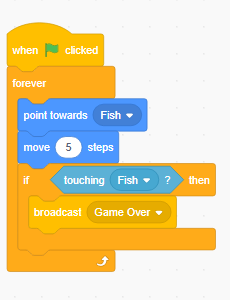 when clicked
forever
point towards Fish
move 5 steps
if touching Fish ? then
broadcast Game Over